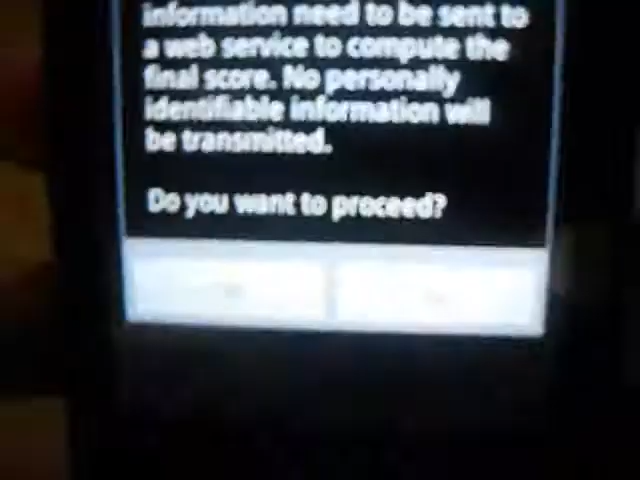 information need to be sent to
a web service to compute the
final score. No personally
identifiable information will
be transmitted.
Do you want to proceed?